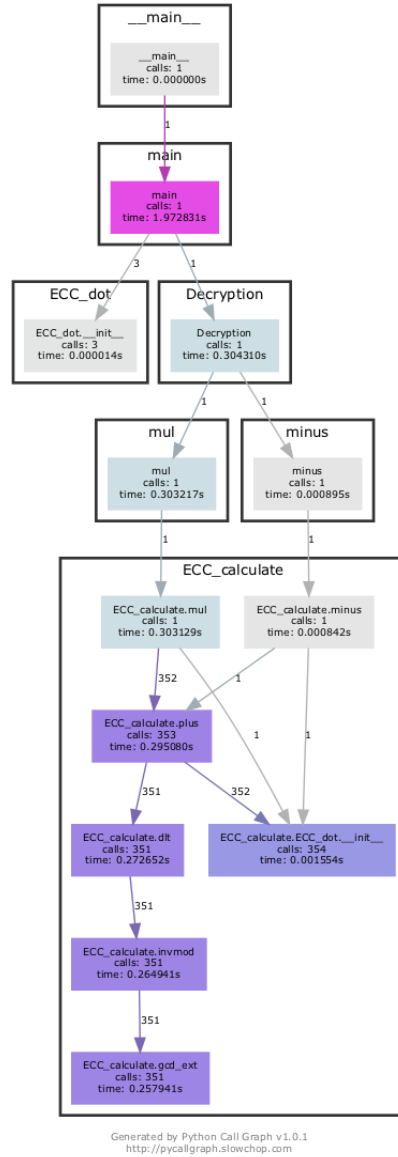 __main__
__main__
calls: 1
time: 0.000000s
1
main
main
calls: 1
time: 1.972831s
3
1
ECC_dot
Decryption
ECC_dot.__init__
calls: 3
time: 0.000014s
Decryption
calls: 1
time: 0.304310s
1
1
mul
minus
mul
calls: 1
time: 0.303217s
minus
calls: 1
time: 0.000895s
1
1
ECC_calculate
ECC_calculate.mul
calls: 1
time: 0.303129s
ECC_calculate.minus
calls: 1
time: 0.000842s
352
1
1
1
ECC_calculate.plus
calls: 353
time: 0.295080s
351
352
ECC_calculate.dlt
calls: 351
time: 0.272652s
ECC_calculate.ECC_dot.__init__
calls: 354
time: 0.001554s
351
ECC_calculate.invmod
calls: 351
time: 0.264941s
351
ECC_calculate.gcd_ext
calls: 351
time: 0.257941s
Generated by Python Call Graph v1.0.1
http://pycallgraph.slowchop.com